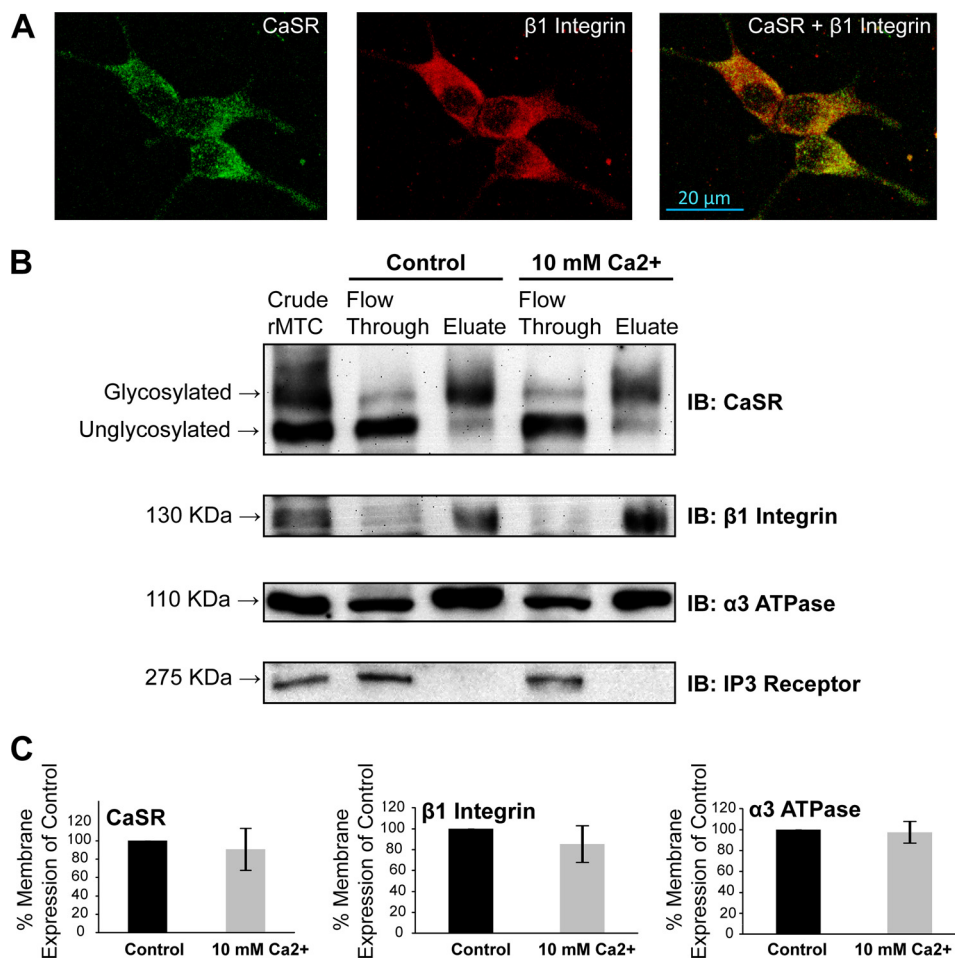 A
CaSR
β1 Integrin
CaSR + β1 Integrin
20 µm
B
Control
10 mM Ca2+
Crude
rMTC
Flow
Through
Eluate
Flow
Through
Eluate
Glycosylated →
Unglycosylated →
IB: CaSR
130 KDa →
IB: β1 Integrin
110 KDa →
IB: α3 ATPase
275 KDa →
IB: IP3 Receptor
C
% Membrane
Expression of Control
CaSR
120
100
80
60
40
20
0
Control
10 mM Ca2+
% Membrane
Expression of Control
β1 Integrin
120
100
80
60
40
20
0
Control
10 mM Ca2+
% Membrane
Expression of Control
α3 ATPase
120
100
80
60
40
20
0
Control
10 mM Ca2+